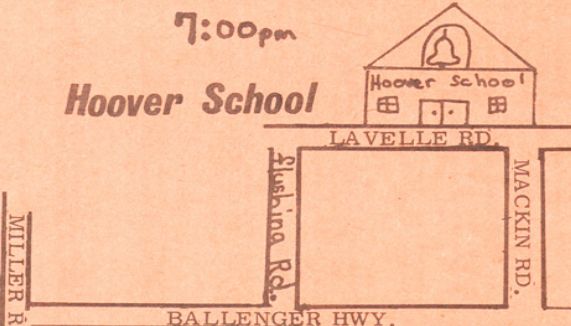 7:00pm
Hoover School
Hoover School
LAVELLE RD.
flushing Rd.
MACKIN RD.
MILLER R
BALLENGER HWY.